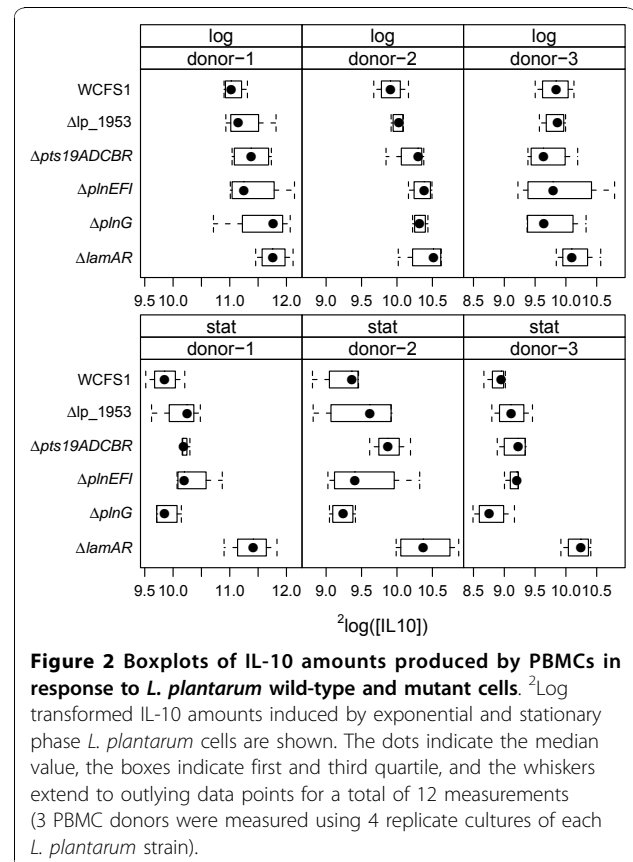 log log log
donor−1 donor−2 donor−3
WCFS1
Δlp_1953
Δpts19ADCBR
ΔplnEFI
ΔplnG
ΔlamAR
9.5 10.0 11.0 12.0 9.0 9.5 10.0 10.5 8.5 9.0 9.5 10.0 10.5
stat stat stat
donor−1 donor−2 donor−3
WCFS1
Δlp_1953
Δpts19ADCBR
ΔplnEFI
ΔplnG
ΔlamAR
9.5 10.0 11.0 12.0 9.0 9.5 10.0 10.5 8.5 9.0 9.5 10.0 10.5
²log([IL10])
Figure 2 Boxplots of IL-10 amounts produced by PBMCs in
response to L. plantarum wild-type and mutant cells. ²Log
transformed IL-10 amounts induced by exponential and stationary
phase L. plantarum cells are shown. The dots indicate the median
value, the boxes indicate first and third quartile, and the whiskers
extend to outlying data points for a total of 12 measurements
(3 PBMC donors were measured using 4 replicate cultures of each
L. plantarum strain).